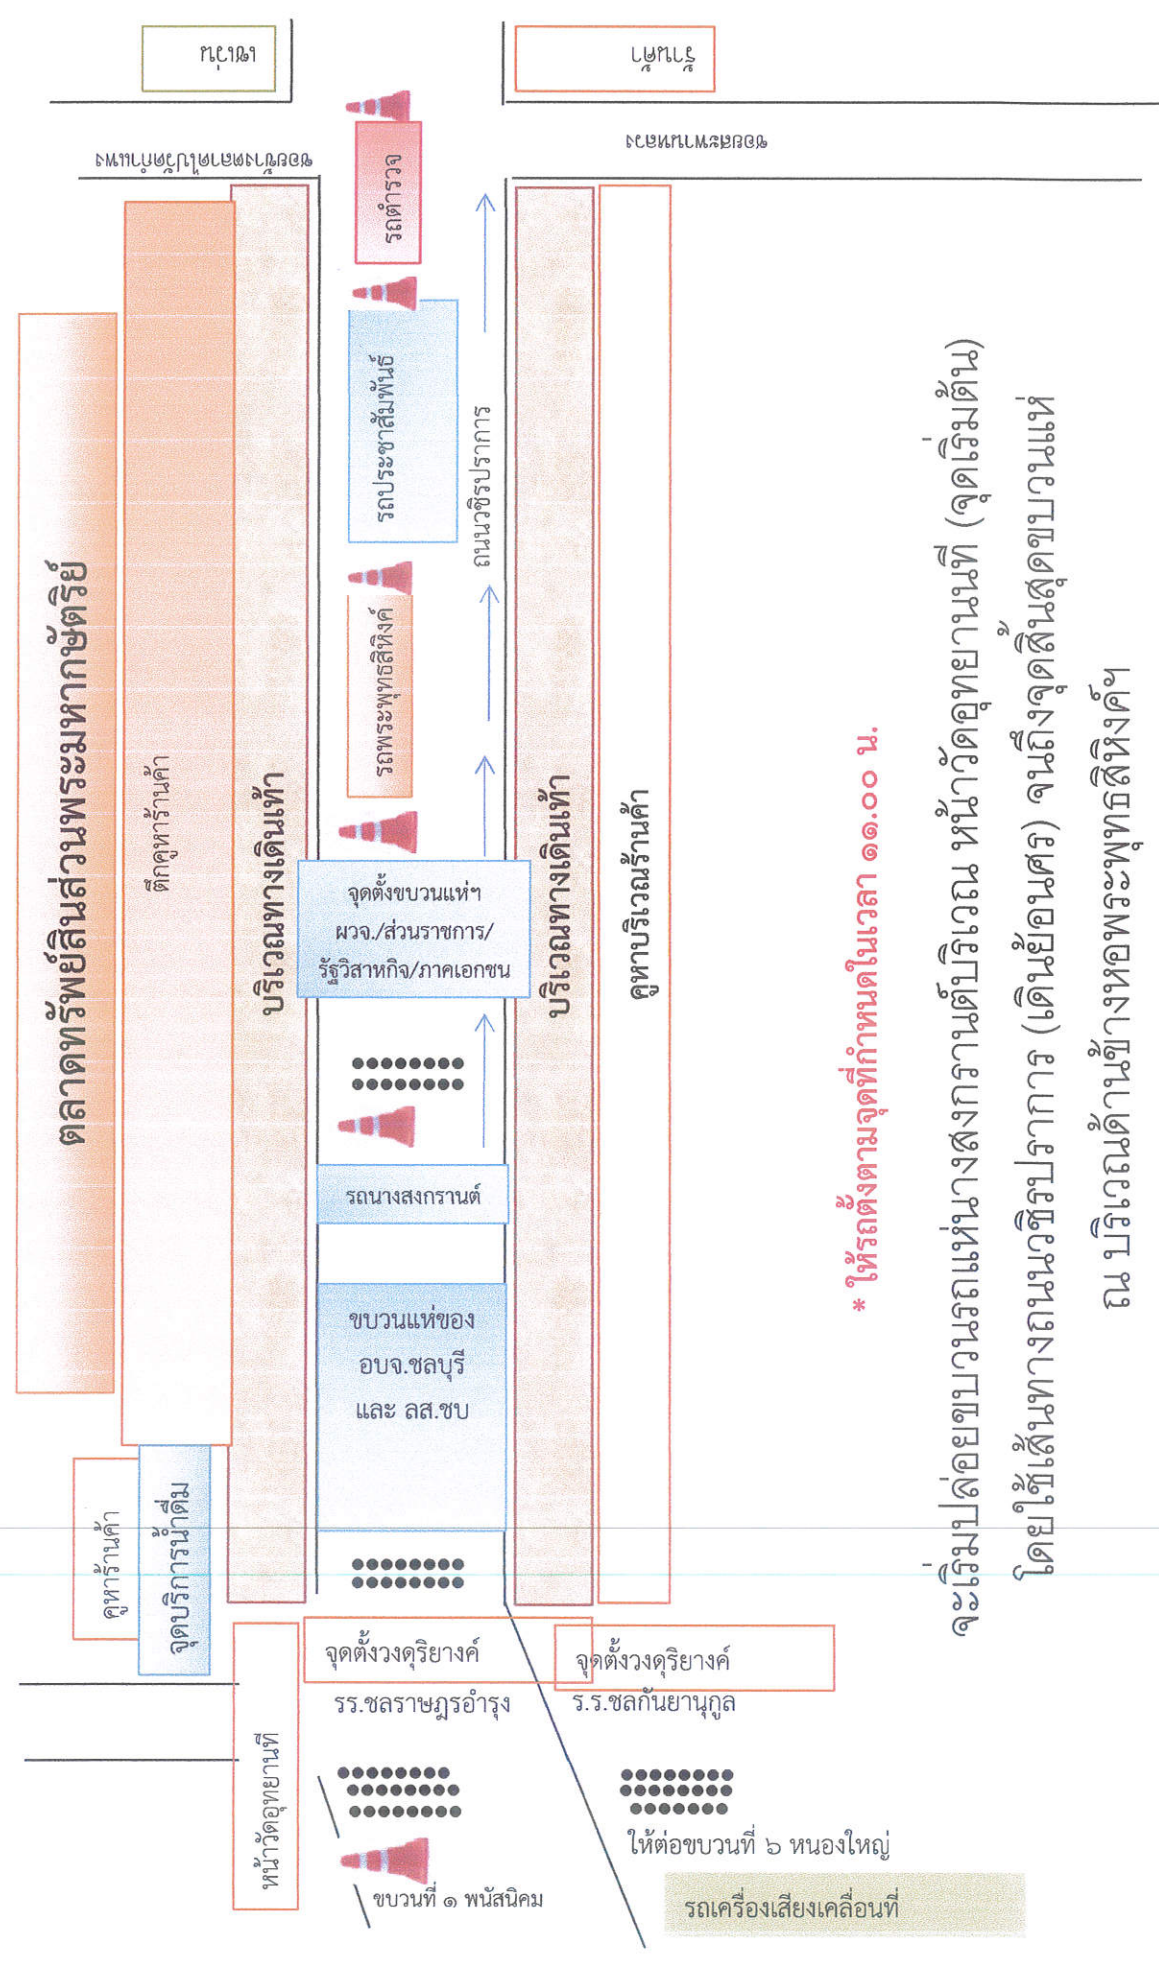 เซเว่น
ร้านค้า
ซอยข้างตลาดไปวัดกำแพง
ซอยสะพานหลวง
รถตำรวจ
รถประชาสัมพันธ์
ถนนวชิรปราการ
รถพระพุทธสิหิงค์
ตลาดทรัพย์สินส่วนพระมหากษัตริย์
ตึกคูหาร้านค้า
บริเวณทางเดินเท้า
จุดตั้งขบวนแห่ฯ
ผวจ./ส่วนราชการ/
รัฐวิสาหกิจ/ภาคเอกชน
บริเวณทางเดินเท้า
คูหาบริเวณร้านค้า
รถนางสงกรานต์
ขบวนแห่ของ
อบจ.ชลบุรี
และ ลส.ชบ
คูหาร้านค้า
จุดบริการน้ำดื่ม
หน้าวัดอุทยานที
จุดตั้งวงดุริยางค์
รร.ชลราษฎรอำรุง
จุดตั้งวงดุริยางค์
ร.ร.ชลกันยานุกูล
ขบวนที่ ๑ พนัสนิคม
ให้ต่อขบวนที่ ๖ หนองใหญ่
รถเครื่องเสียงเคลื่อนที่
* ให้รถตั้งตามจุดที่กำหนดในเวลา ๑๑.๐๐ น.
จะเริ่มปล่อยขบวนรถแห่นางสงกรานต์บริเวณ หน้าวัดอุทยานนที (จุดเริ่มต้น)
โดยใช้เส้นทางถนนวชิรปราการ (เดินย้อนศร) จนถึงจุดสิ้นสุดขบวนแห่
ณ บริเวณด้านข้างหอพระพุทธสิหิงค์ฯ